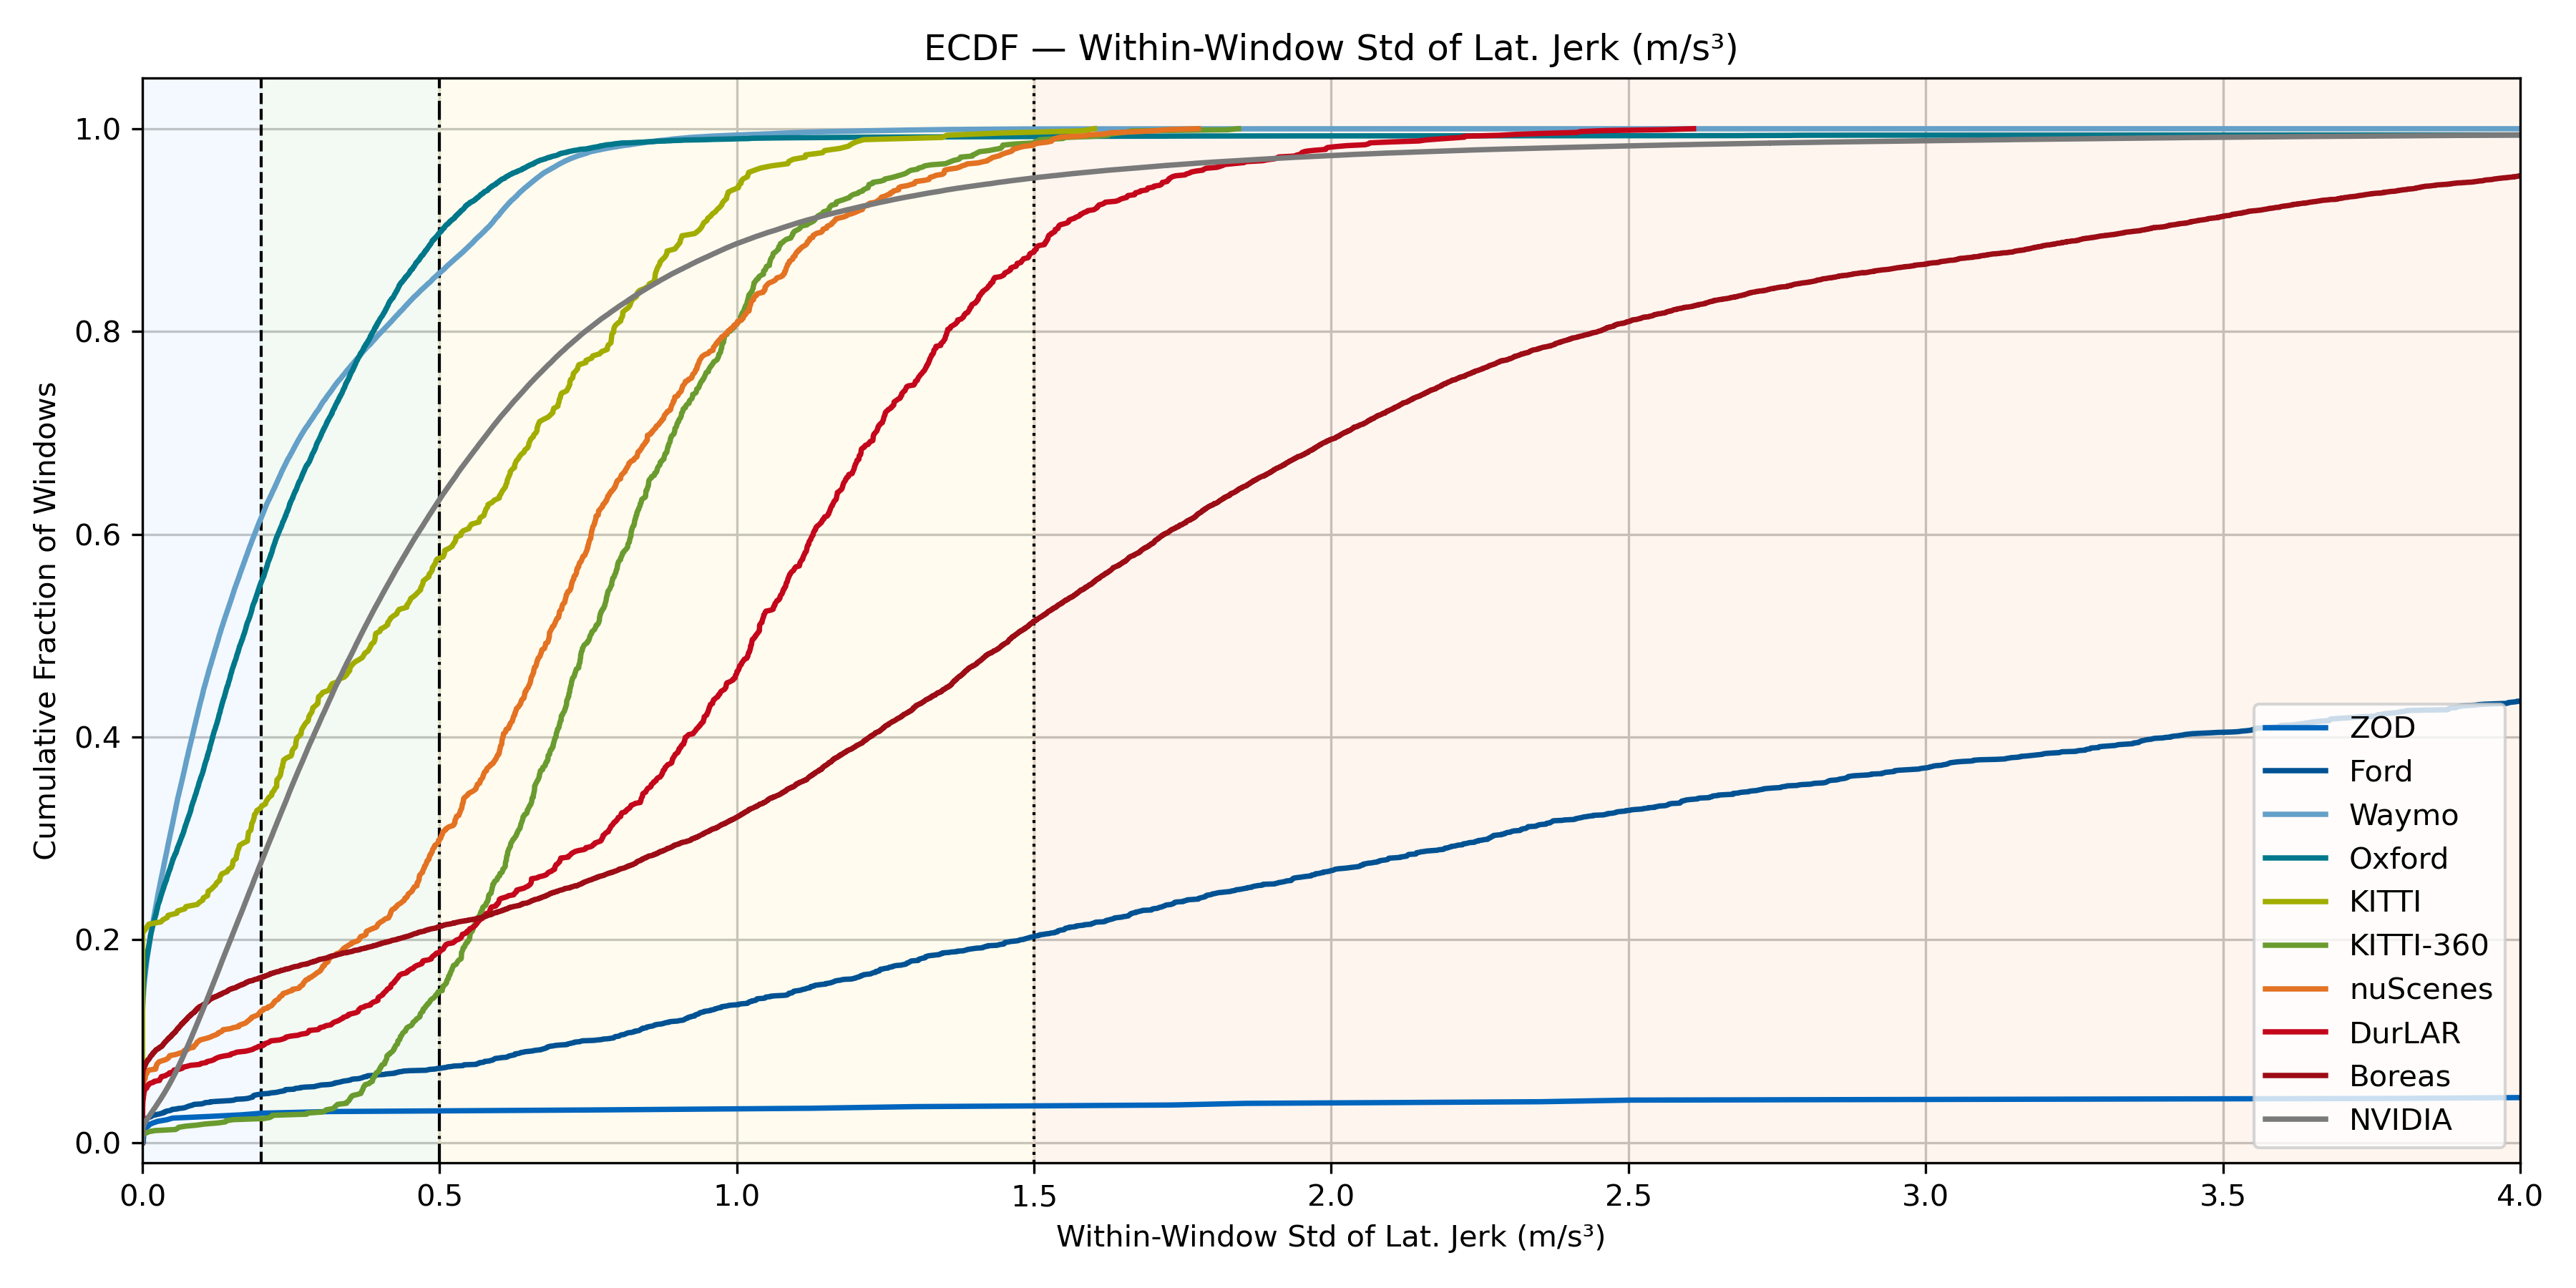 ECDF — Within-Window Std of Lat. Jerk (m/s³)
Cumulative Fraction of Windows
1.0
0.8
0.6
0.4
0.2
0.0
0.0 0.5 1.0 1.5 2.0 2.5 3.0 3.5 4.0
Within-Window Std of Lat. Jerk (m/s³)
ZOD
Ford
Waymo
Oxford
KITTI
KITTI-360
nuScenes
DurLAR
Boreas
NVIDIA